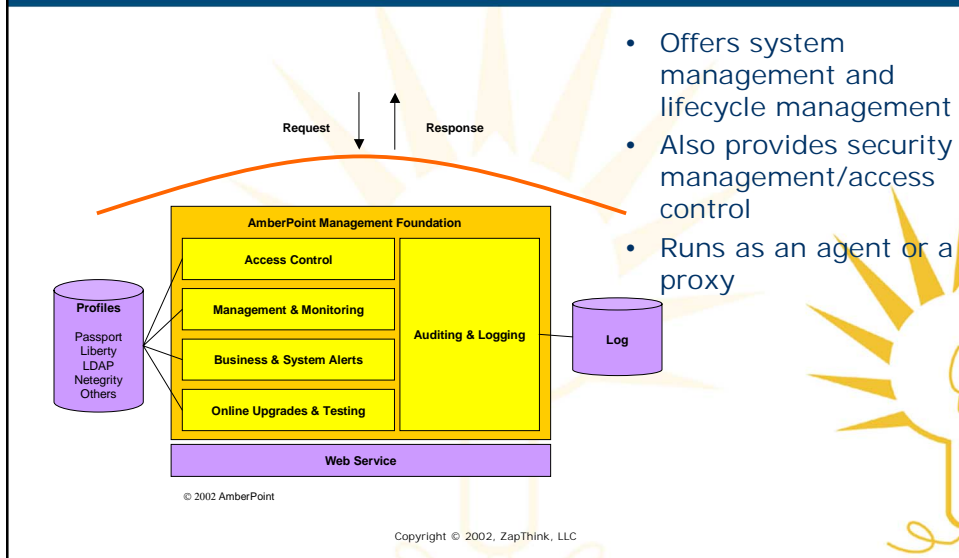 • Offers system
management and
lifecycle management
• Also provides security
management/access
control
• Runs as an agent or a
proxy
Request
Response
AmberPoint Management Foundation
Access Control
Management & Monitoring
Business & System Alerts
Online Upgrades & Testing
Auditing & Logging
Profiles
Passport
Liberty
LDAP
Netegrity
Others
Log
Web Service
© 2002 AmberPoint
Copyright © 2002, ZapThink, LLC